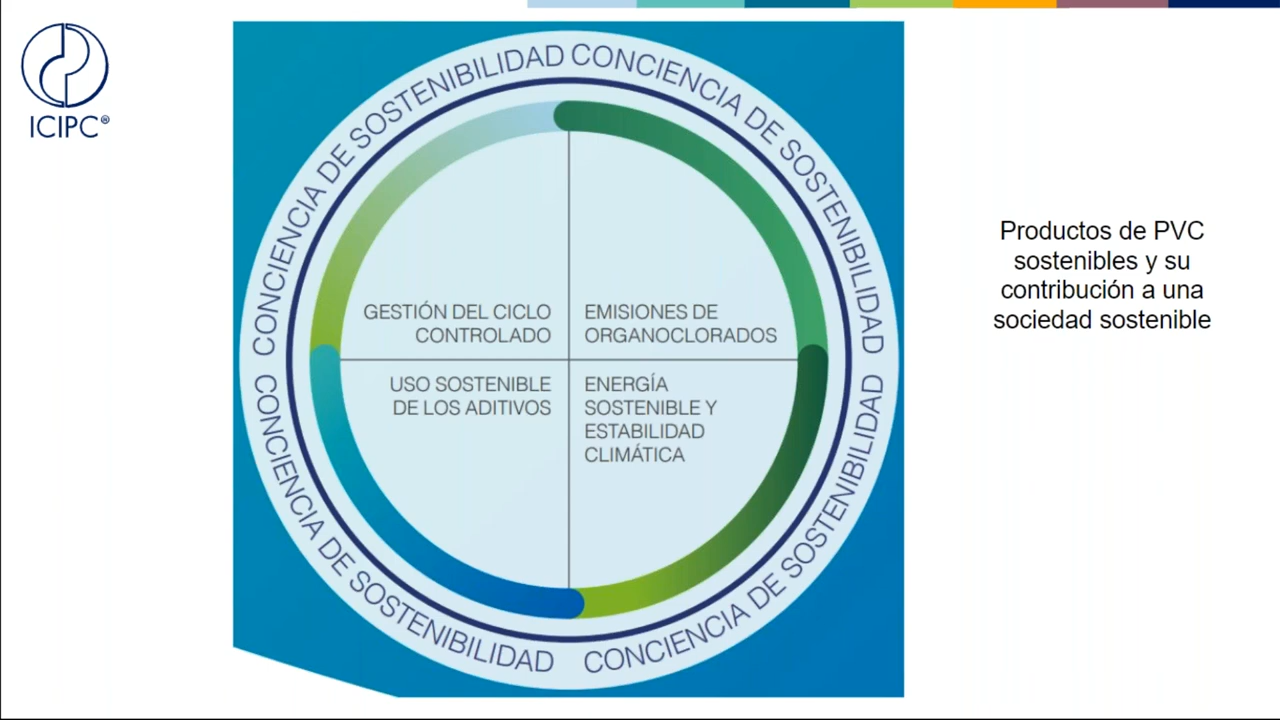 ICIPC®
CONCIENCIA DE SOSTENIBILIDAD
CONCIENCIA DE SOSTENIBILIDAD
GESTIÓN DEL CICLO
CONTROLADO
EMISIONES DE
ORGANOCLORADOS
USO SOSTENIBLE
DE LOS ADITIVOS
ENERGÍA
SOSTENIBLE Y
ESTABILIDAD
CLIMÁTICA
CONCIENCIA DE SOSTENIBILIDAD
CONCIENCIA DE SOSTENIBILIDAD
Productos de PVC
sostenibles y su
contribución a una
sociedad sostenible